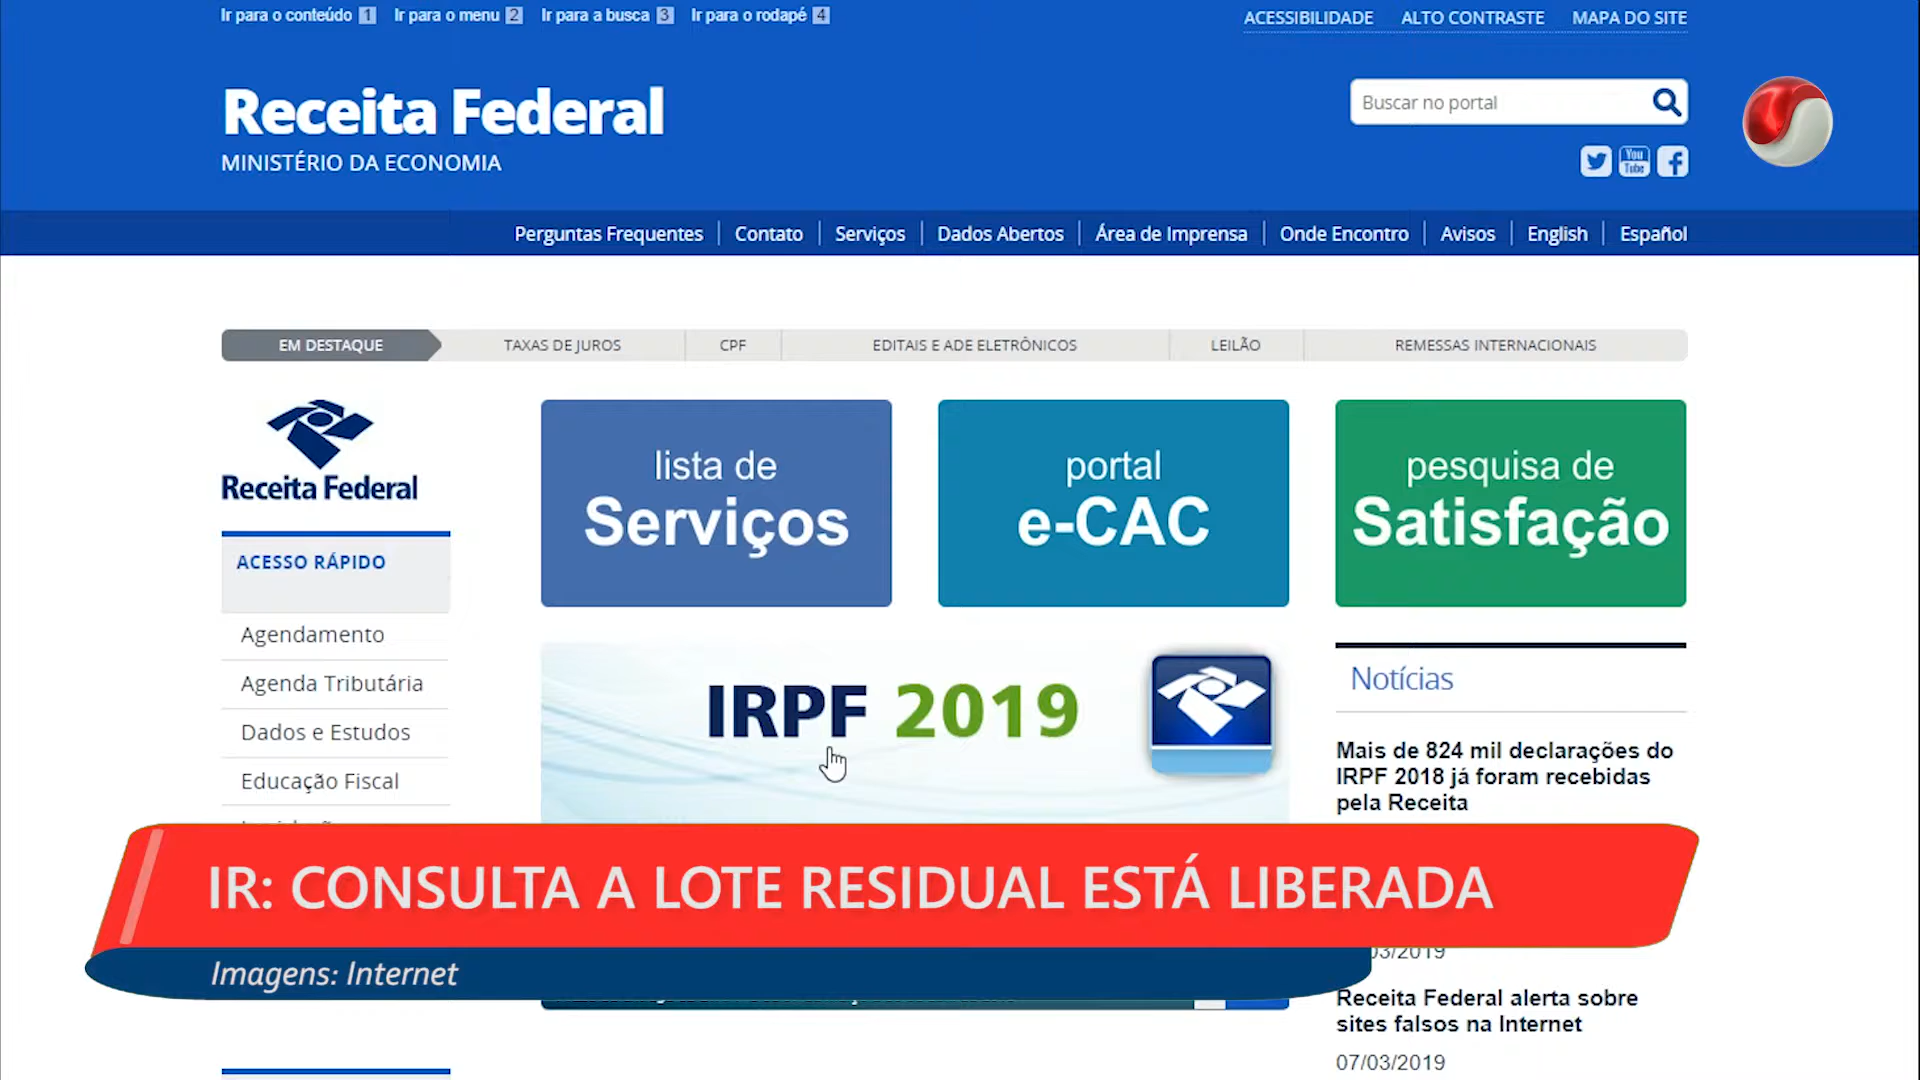 Ir para o conteúdo 1 Ir para o menu 2 Ir para a busca 3 Ir para o rodapé 4
ACESSIBILIDADE ALTO CONTRASTE MAPA DO SITE
Receita Federal
MINISTÉRIO DA ECONOMIA
Buscar no portal
You
Tube
Perguntas Frequentes Contato Serviços Dados Abertos Área de Imprensa Onde Encontro Avisos English Español
EM DESTAQUE TAXAS DE JUROS CPF EDITAIS E ADE ELETRÔNICOS LEILÃO REMESSAS INTERNACIONAIS
Receita Federal
ACESSO RÁPIDO
Agendamento
Agenda Tributária
Dados e Estudos
Educação Fiscal
lista de
Serviços
portal
e-CAC
pesquisa de
Satisfação
IRPF 2019
Notícias
Mais de 824 mil declarações do
IRPF 2018 já foram recebidas
pela Receita
03/2019
Receita Federal alerta sobre
sites falsos na Internet
07/03/2019
IR: CONSULTA A LOTE RESIDUAL ESTÁ LIBERADA
Imagens: Internet